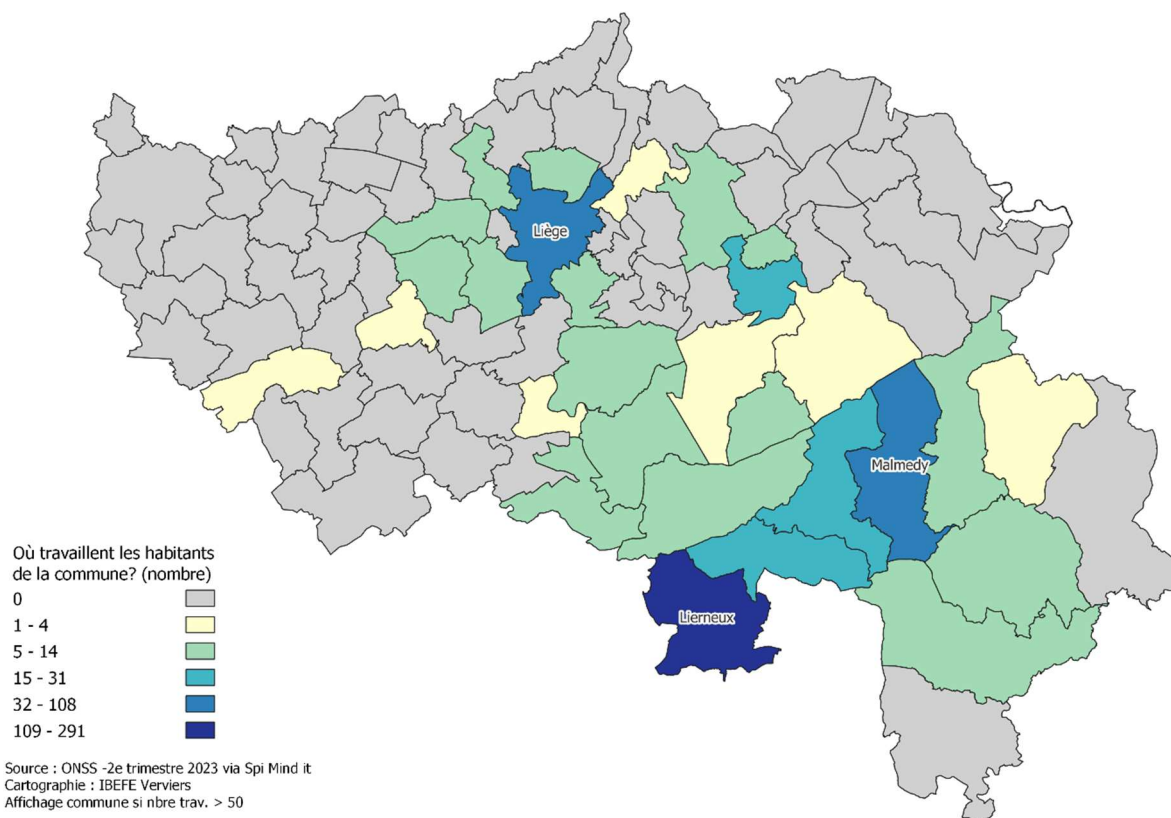 Liège
Malmedy
Lierneux
Où travaillent les habitants
de la commune? (nombre)
0
1 - 4
5 - 14
15 - 31
32 - 108
109 - 291
Source : ONSS -2e trimestre 2023 via Spi Mind it
Cartographie : IBEFE Verviers
Affichage commune si nbre trav. > 50